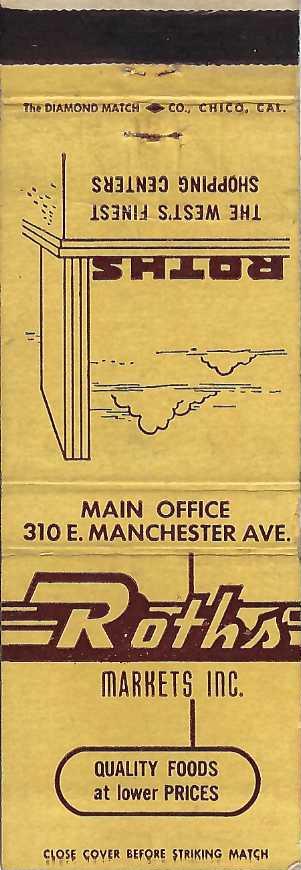 The DIAMOND MATCH CO., CHICO, CAL.
THE WEST'S FINEST
SHOPPING CENTERS
ROTHS
MAIN OFFICE
310 E. MANCHESTER AVE.
Roths
MARKETS INC.
QUALITY FOODS
at lower PRICES
CLOSE COVER BEFORE STRIKING MATCH